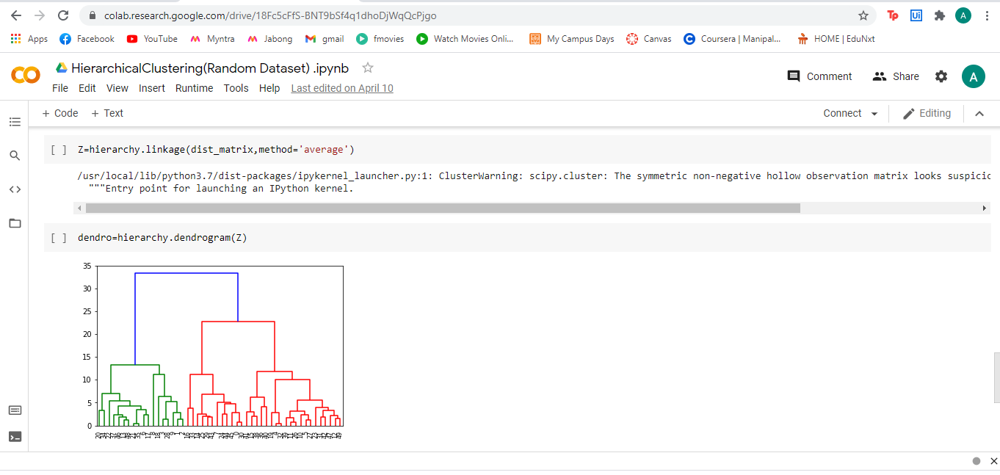 colab.research.google.com/drive/18Fc5cFfS-BNT9bSf4q1dhoDjWqQcPjgo
Tp Ui A
Apps Facebook YouTube Myntra Jabong gmail fmovies Watch Movies Onli... My Campus Days Canvas Coursera | Manipal... HOME | EduNxt
HierarchicalClustering(Random Dataset) .ipynb
Comment Share A
File Edit View Insert Runtime Tools Help Last edited on April 10
+ Code + Text Connect Editing
[ ] Z=hierarchy.linkage(dist_matrix,method='average')
/usr/local/lib/python3.7/dist-packages/ipykernel_launcher.py:1: ClusterWarning: scipy.cluster: The symmetric non-negative hollow observation matrix looks suspicio
"""Entry point for launching an IPython kernel.
[ ] dendro=hierarchy.dendrogram(Z)
35
30
25
20
15
10
5
0